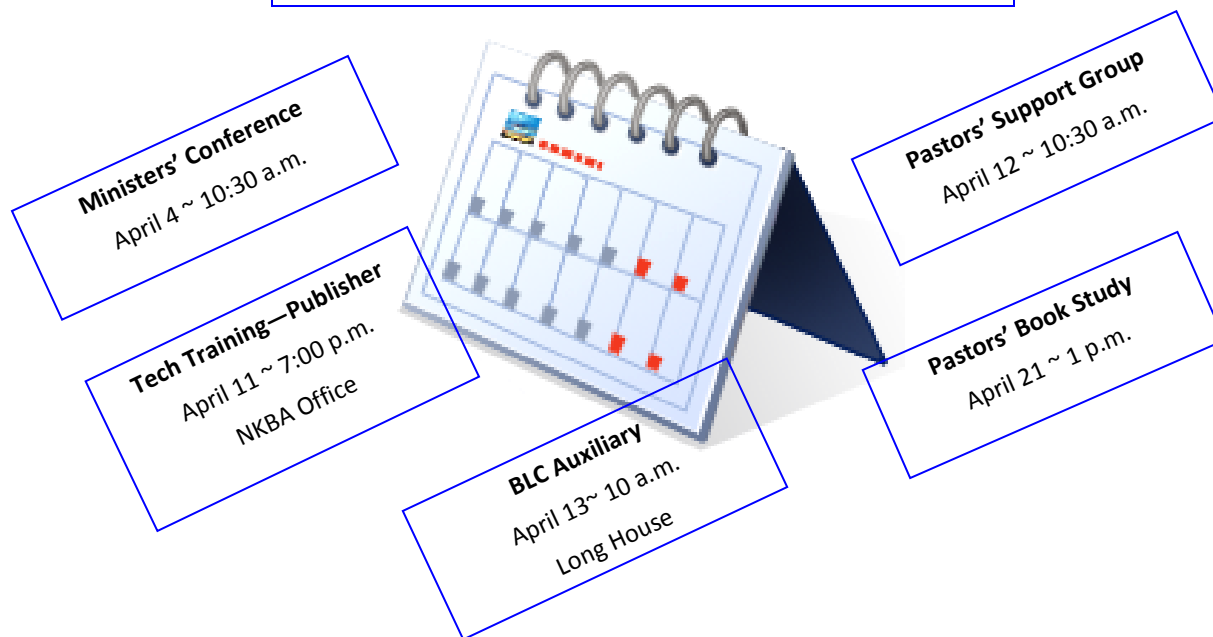 Ministers’ Conference
April 4 ~ 10:30 a.m.
Tech Training—Publisher
April 11 ~ 7:00 p.m.
NKBA Office
BLC Auxiliary
April 13~ 10 a.m.
Long House
Pastors’ Support Group
April 12 ~ 10:30 a.m.
Pastors’ Book Study
April 21 ~ 1 p.m.